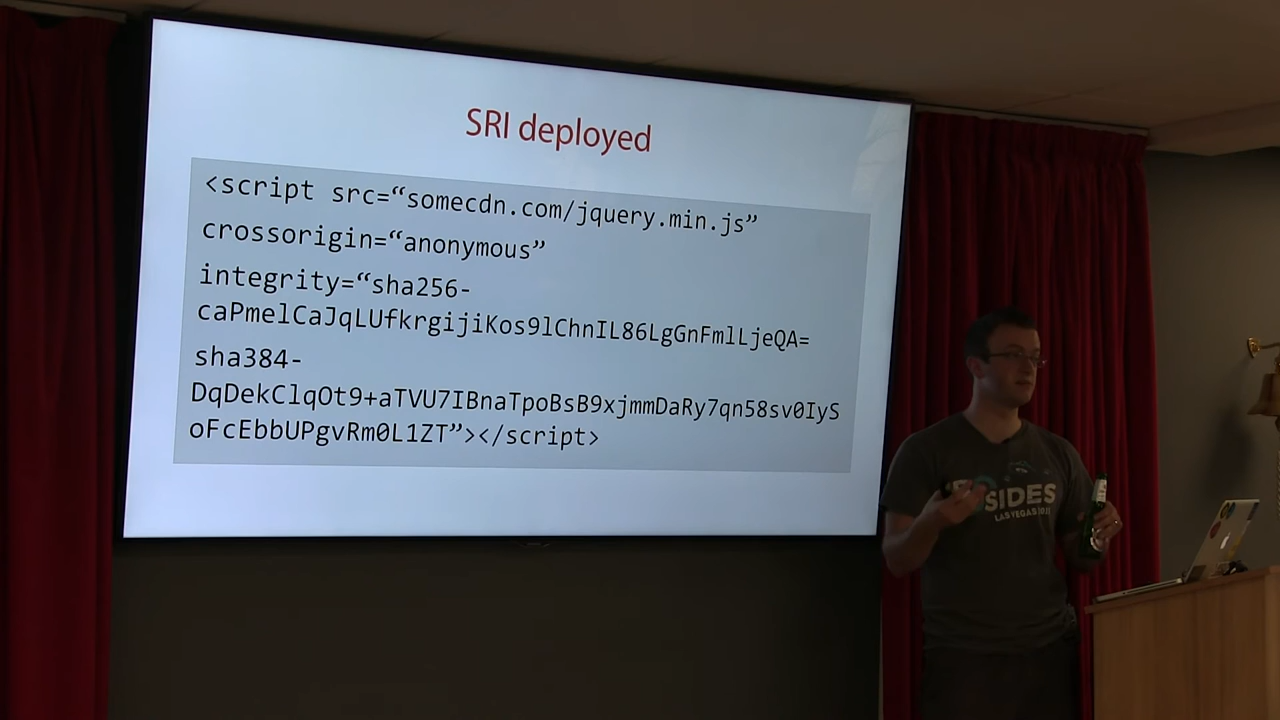 SRI deployed
<script src=“somecdn.com/jquery.min.js”
crossorigin=“anonymous”
integrity=“sha256-
caPmelCaJqLUfkrgijiKos9lChnIL86LgGnFmlLjeQA=
sha384-
DqDekClqOt9+aTVU7IBnaTpoBsB9xjmmDaRy7qn58sv0IyS
oFcEbbUPgvRm0L1ZT”></script>
SIDES
LAS VEGAS